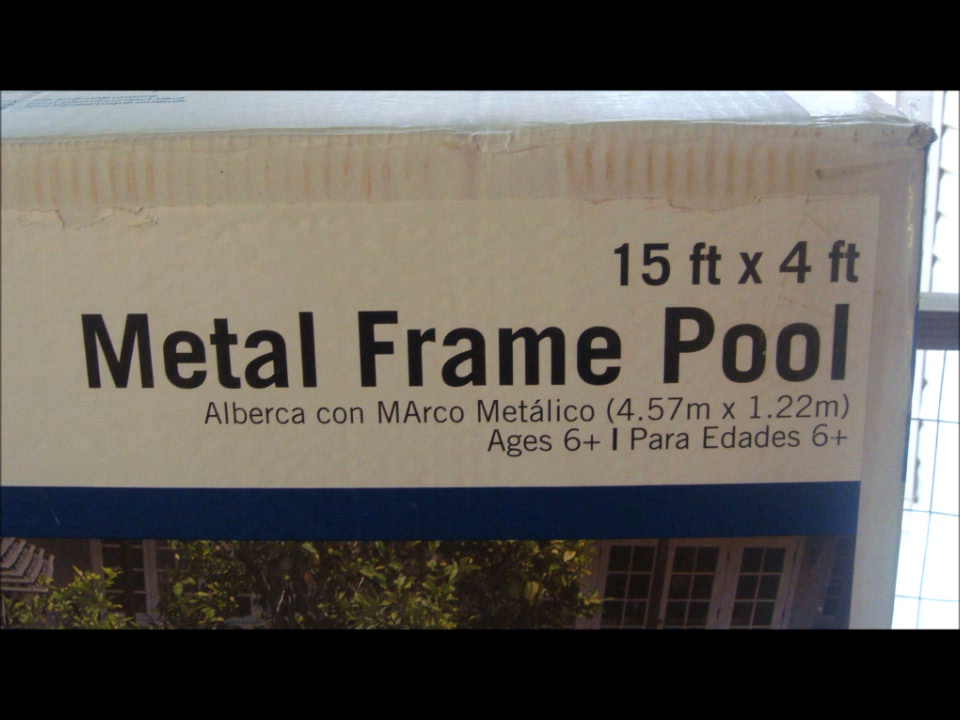 15 ft x 4 ft
Metal Frame Pool
Alberca con MArco Metálico (4.57m x 1.22m)
Ages 6+ | Para Edades 6+